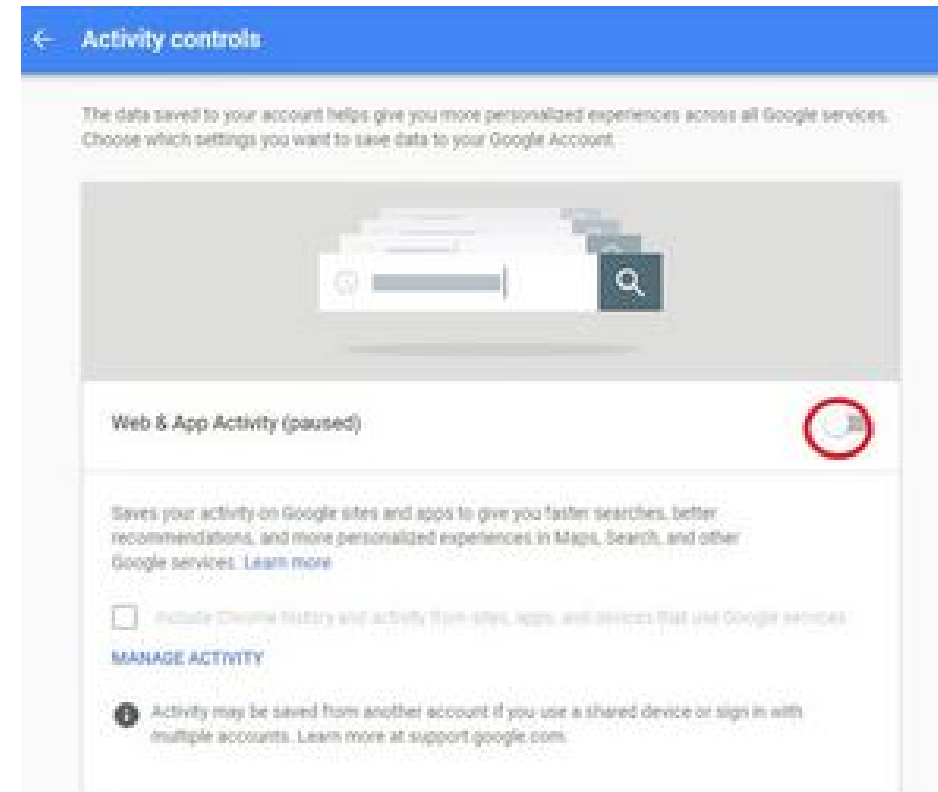 Activity controls
The data saved to your account helps give you more personalized experiences across all Google services.
Choose which settings you want to save data to your Google Account.
Web & App Activity (paused)
Saves your activity on Google sites and apps to give you faster searches, better
recommendations, and more personalized experiences in Maps, Search, and other
Google services. Learn more
Include Chrome history and activity from sites, apps, and devices that use Google services
MANAGE ACTIVITY
Activity may be saved from another account if you use a shared device or sign in with
multiple accounts. Learn more at support.google.com.